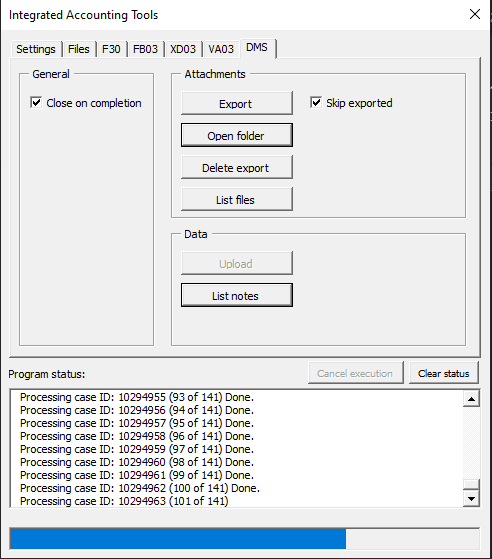 Integrated Accounting Tools
Settings Files F30 FB03 XD03 VA03 DMS
General
Close on completion
Attachments
Export
Skip exported
Open folder
Delete export
List files
Data
Upload
List notes
Program status:
Cancel execution
Clear status
Processing case ID: 10294955 (93 of 141) Done.
Processing case ID: 10294956 (94 of 141) Done.
Processing case ID: 10294957 (95 of 141) Done.
Processing case ID: 10294958 (96 of 141) Done.
Processing case ID: 10294959 (97 of 141) Done.
Processing case ID: 10294960 (98 of 141) Done.
Processing case ID: 10294961 (99 of 141) Done.
Processing case ID: 10294962 (100 of 141) Done.
Processing case ID: 10294963 (101 of 141)